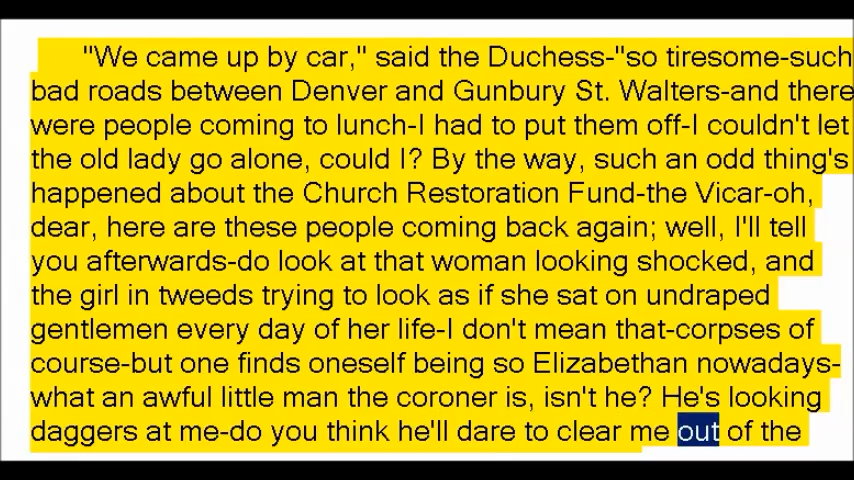 "We came up by car," said the Duchess-"so tiresome-such
bad roads between Denver and Gunbury St. Walters-and there
were people coming to lunch-I had to put them off-I couldn't let
the old lady go alone, could I? By the way, such an odd thing's
happened about the Church Restoration Fund-the Vicar-oh,
dear, here are these people coming back again; well, I'll tell
you afterwards-do look at that woman looking shocked, and
the girl in tweeds trying to look as if she sat on undraped
gentlemen every day of her life-I don't mean that-corpses of
course-but one finds oneself being so Elizabethan nowadays-
what an awful little man the coroner is, isn't he? He's looking
daggers at me-do you think he'll dare to clear me out of the